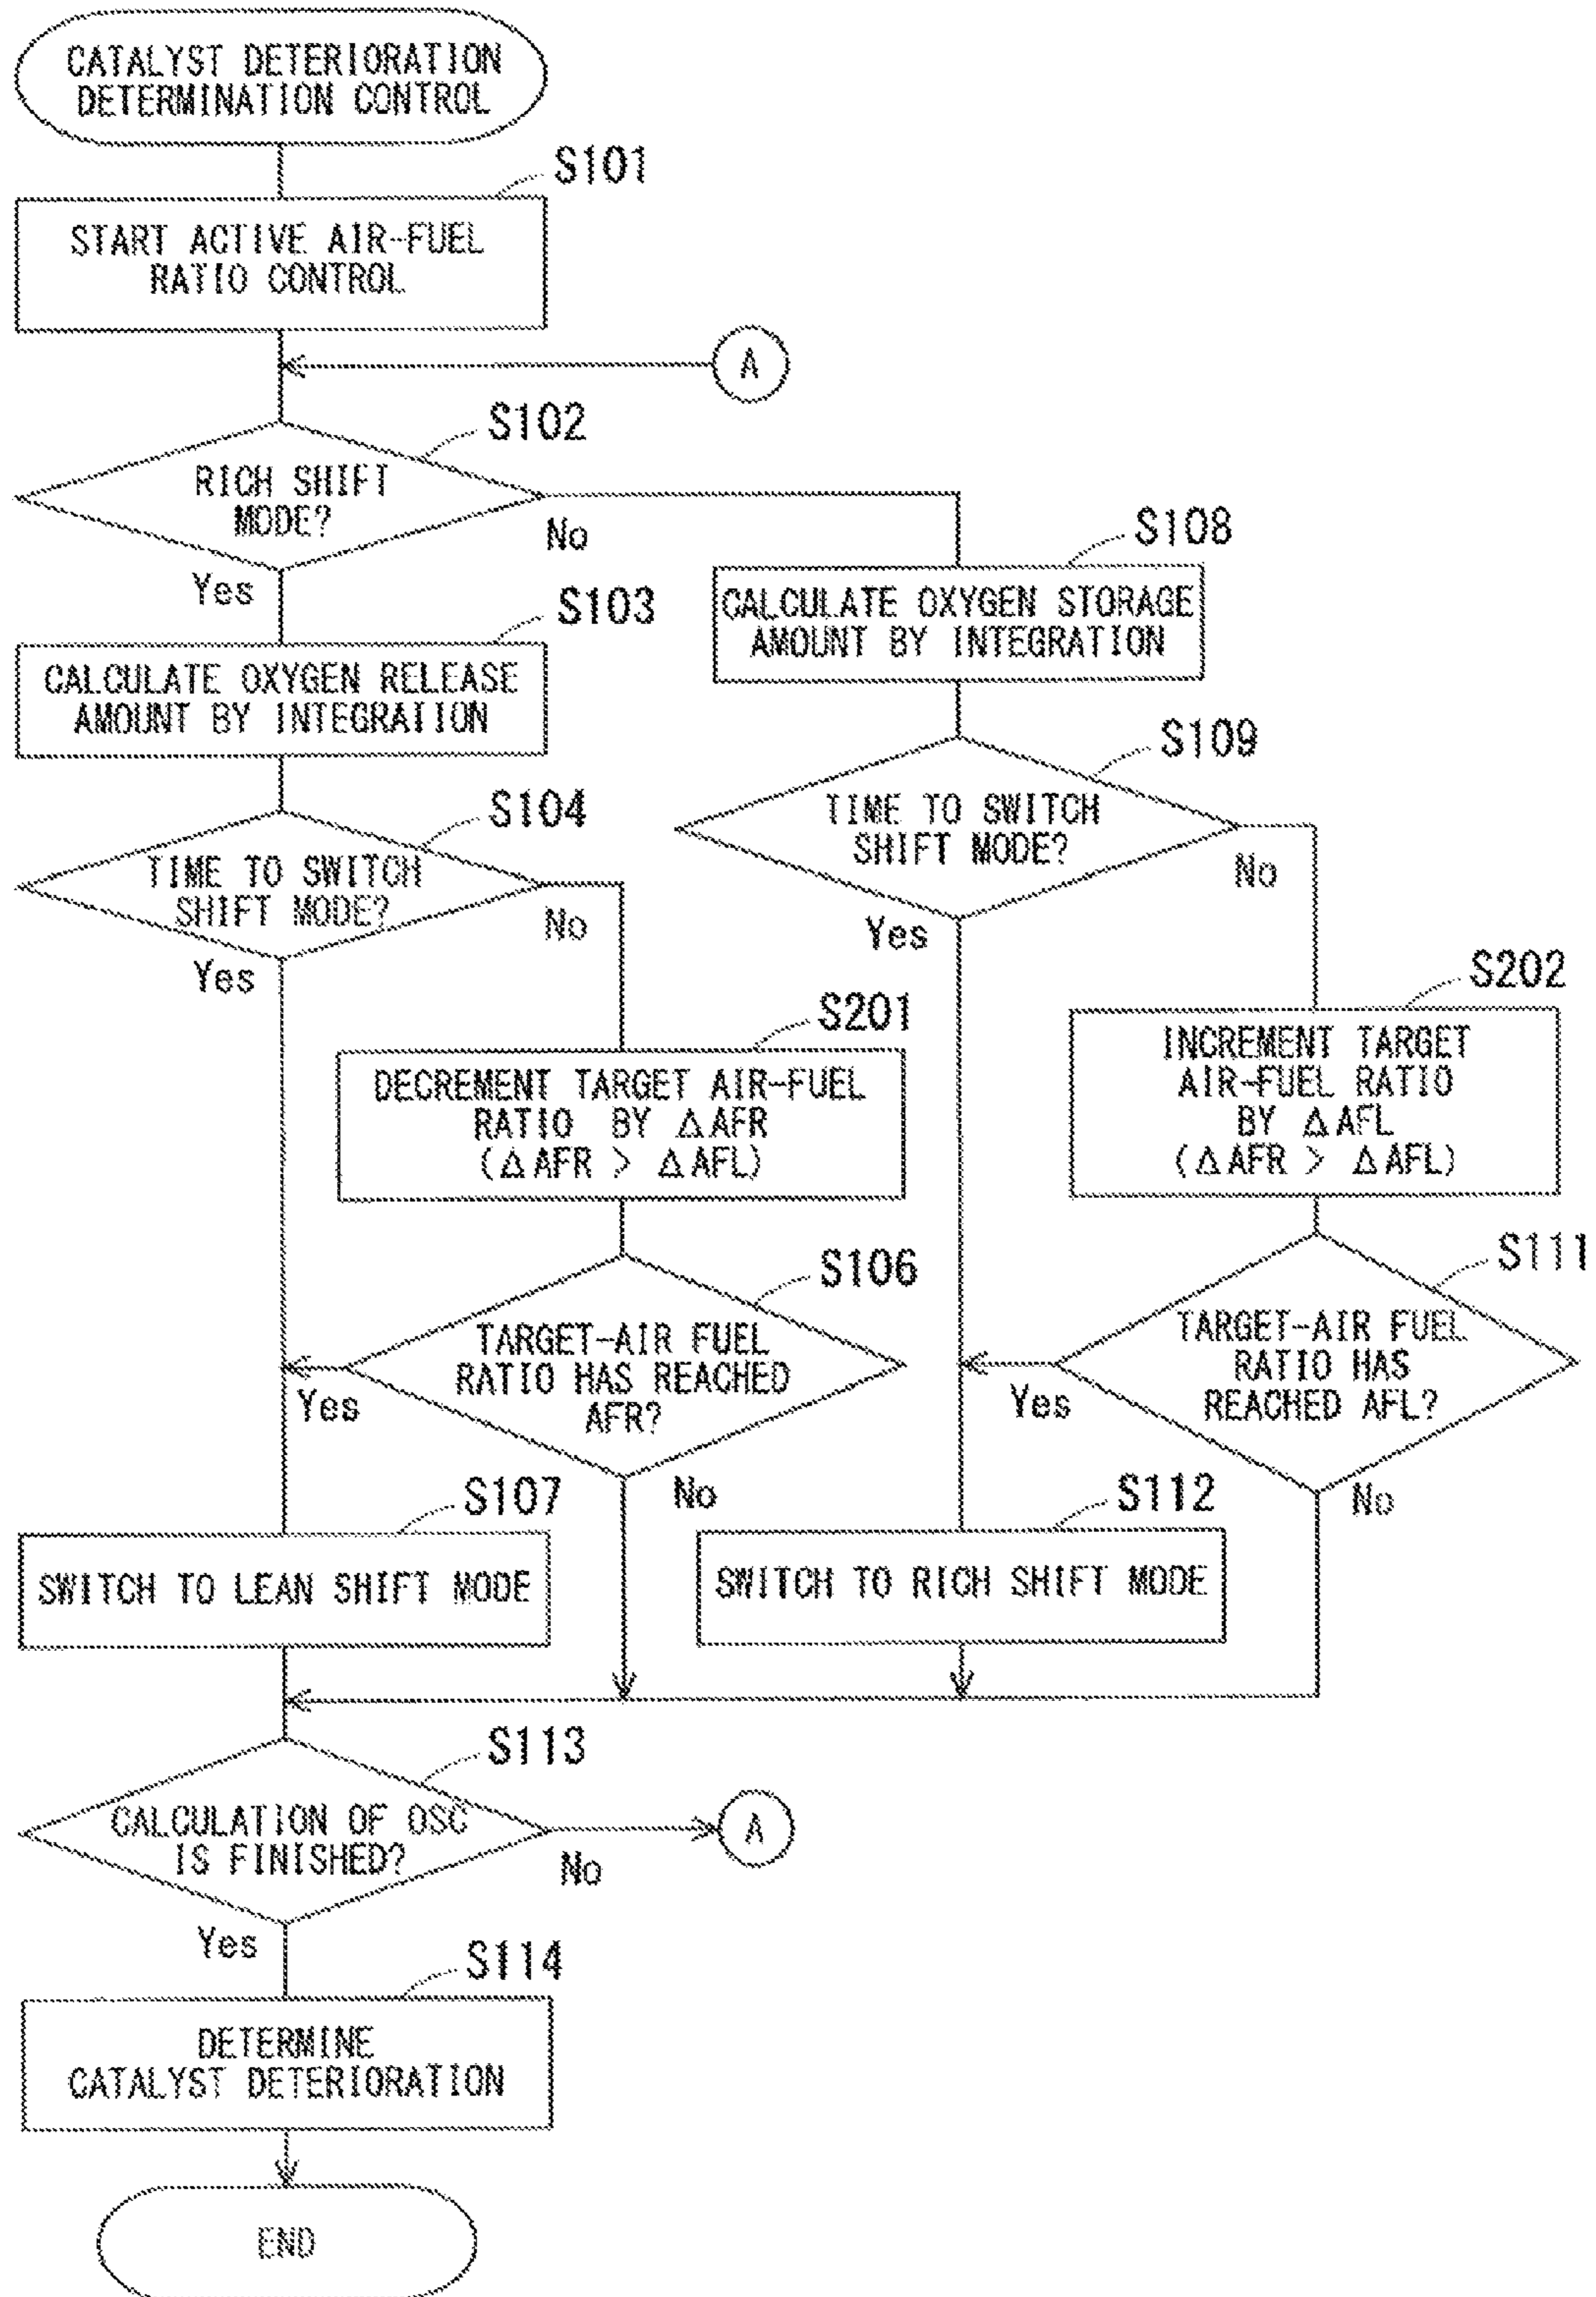 CATALYST DETERIORATION
DETERMINATION CONTROL
S101
START ACTIVE AIR-FUEL
RATIO CONTROL
A
S102
RICH SHIFT
MODE?
No
Yes
S108
CALCULATE OXYGEN STORAGE
AMOUNT BY INTEGRATION
S103
CALCULATE OXYGEN RELEASE
AMOUNT BY INTEGRATION
S109
TIME TO SWITCH
SHIFT MODE?
No
Yes
S104
TIME TO SWITCH
SHIFT MODE?
No
Yes
S201
DECREMENT TARGET AIR-FUEL
RATIO BY ΔAFR
(ΔAFR > ΔAFL)
S202
INCREMENT TARGET
AIR-FUEL RATIO
BY ΔAFL
(ΔAFR > ΔAFL)
S106
TARGET-AIR FUEL
RATIO HAS REACHED
AFR?
Yes
No
S111
TARGET-AIR FUEL
RATIO HAS
REACHED AFL?
Yes
No
S107
SWITCH TO LEAN SHIFT MODE
S112
SWITCH TO RICH SHIFT MODE
S113
CALCULATION OF OSC
IS FINISHED?
No
A
Yes
S114
DETERMINE
CATALYST DETERIORATION
END